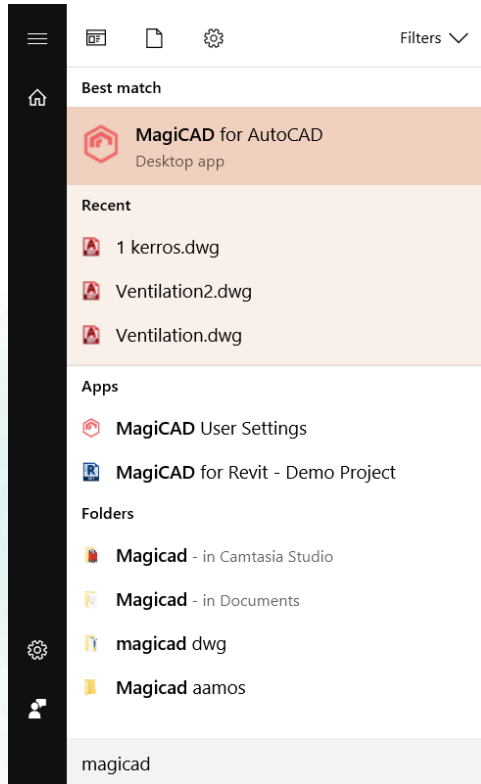 Filters
Best match
MagiCAD for AutoCAD
Desktop app
Recent
1 kerros.dwg
Ventilation2.dwg
Ventilation.dwg
Apps
MagiCAD User Settings
MagiCAD for Revit - Demo Project
Folders
Magicad - in Camtasia Studio
Magicad - in Documents
magicad dwg
Magicad aamos
magicad